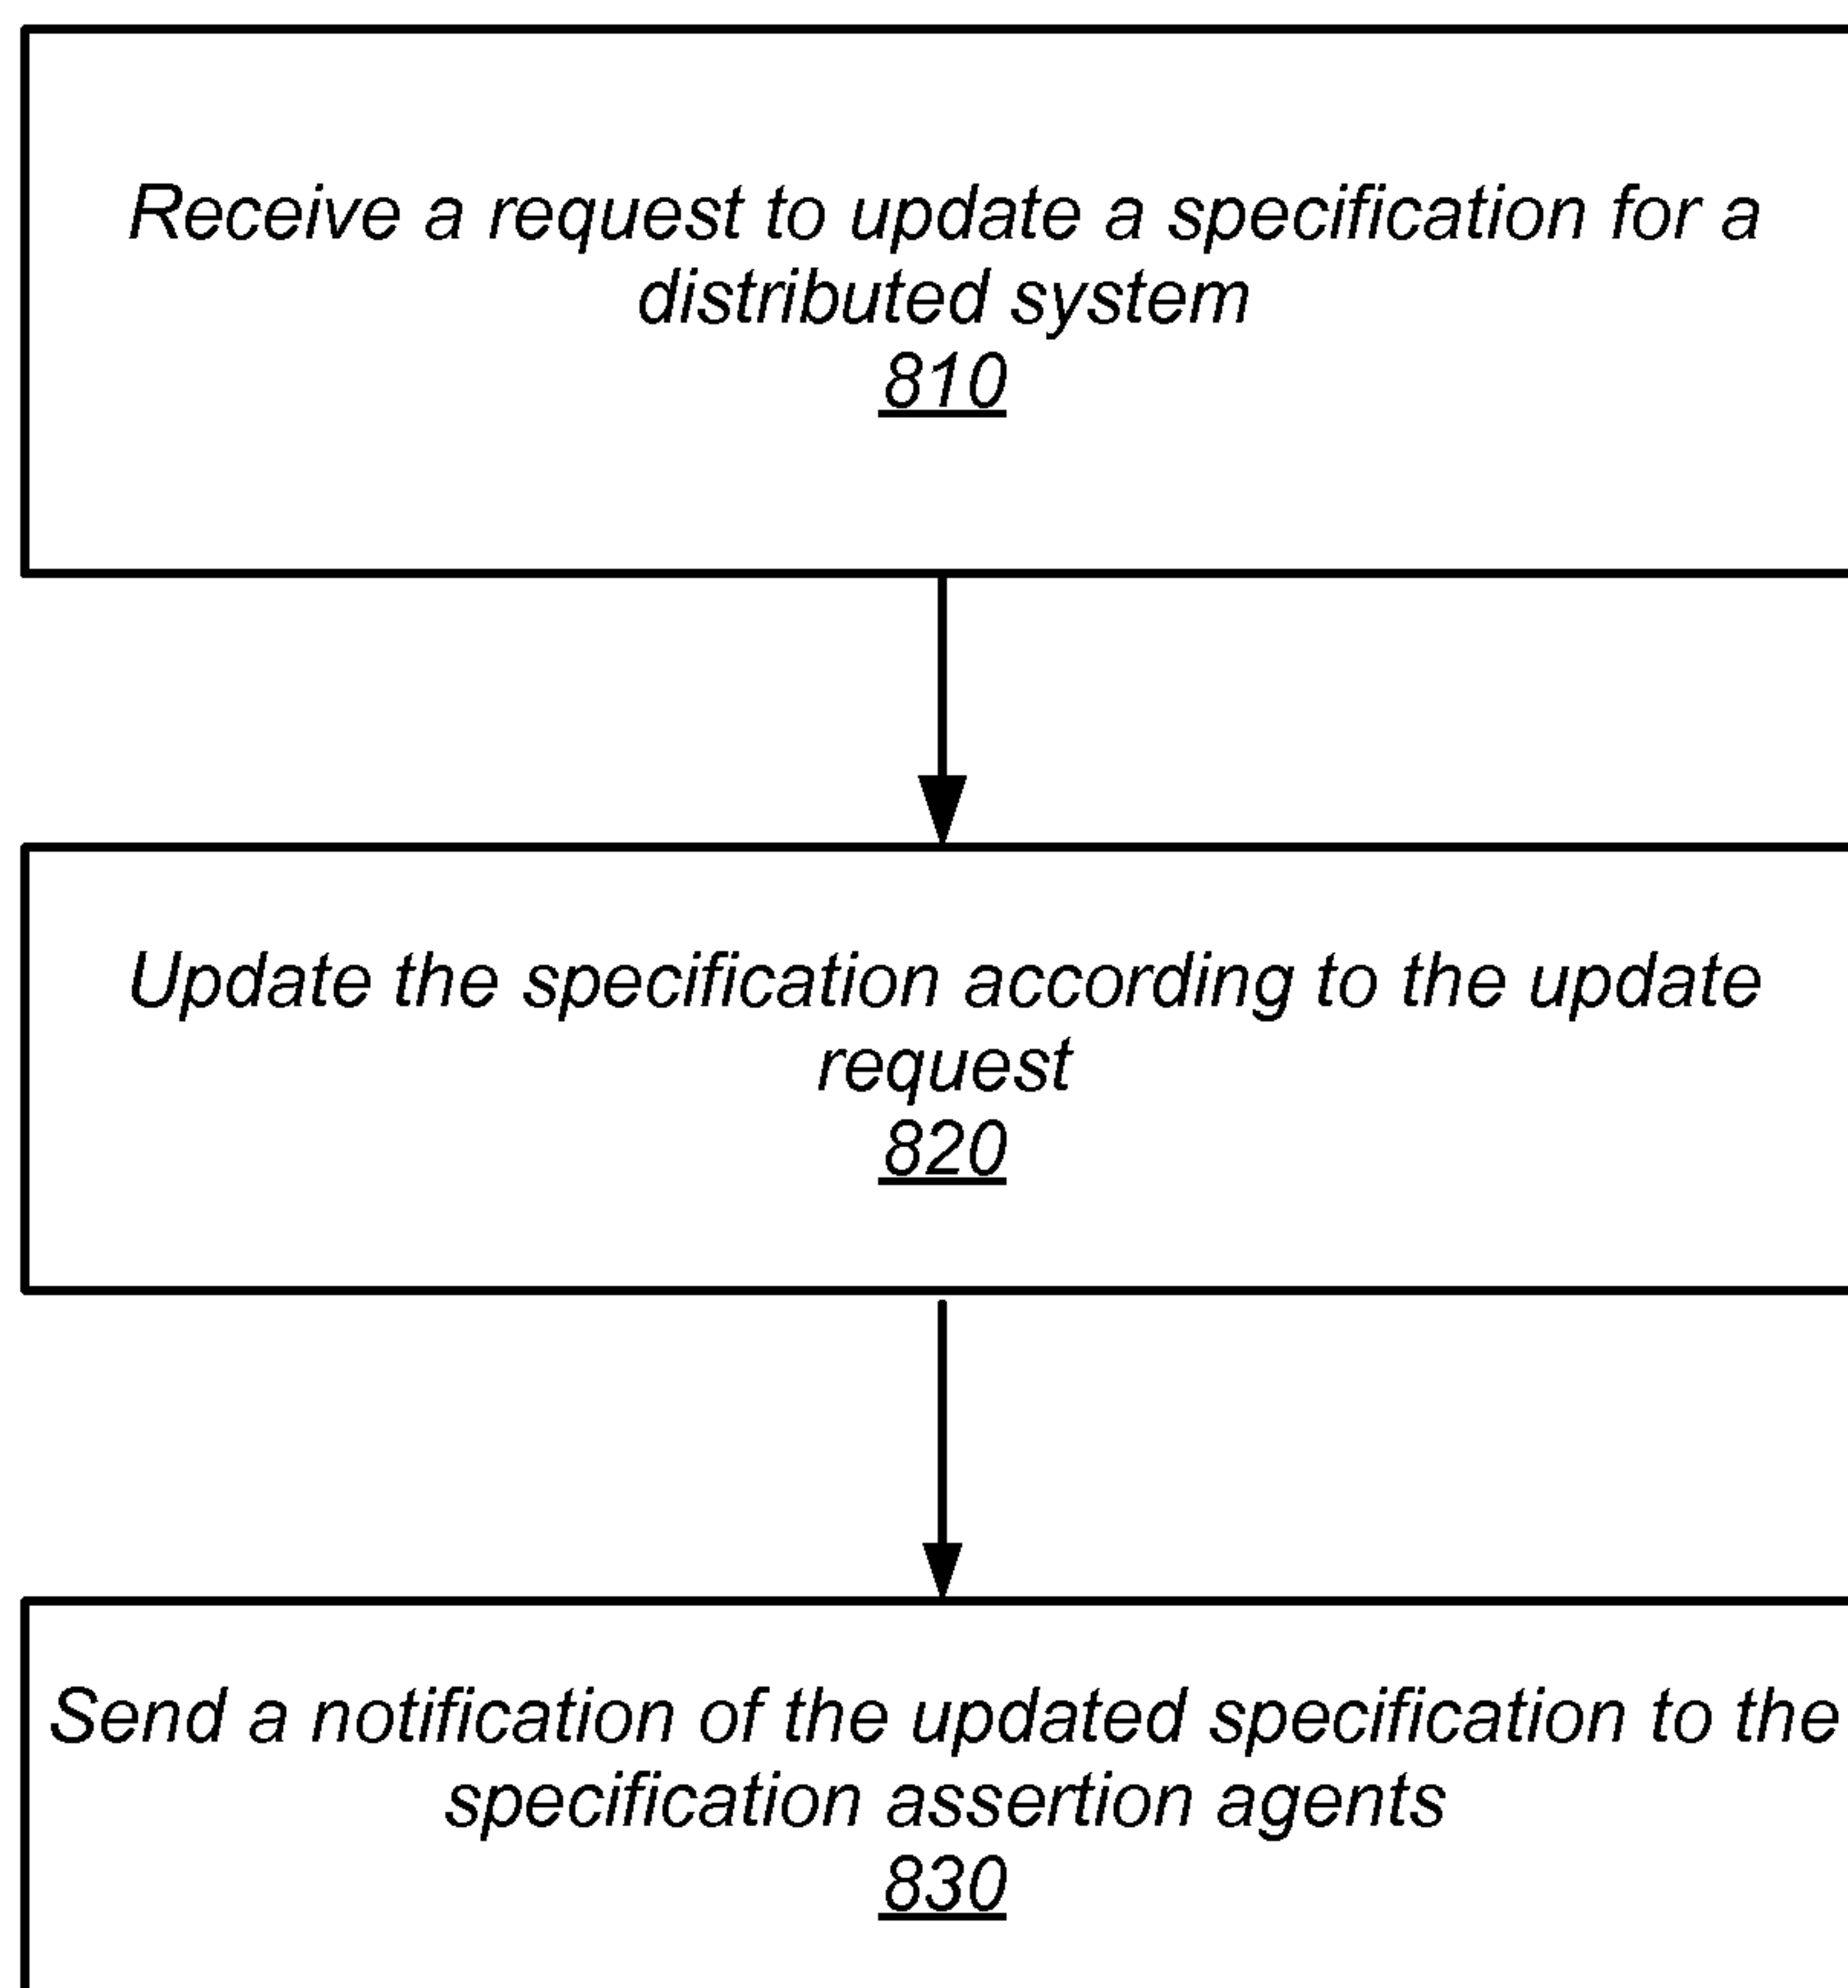 Receive a request to update a specification for a
distributed system
810
Update the specification according to the update
request
820
Send a notification of the updated specification to the
specification assertion agents
830